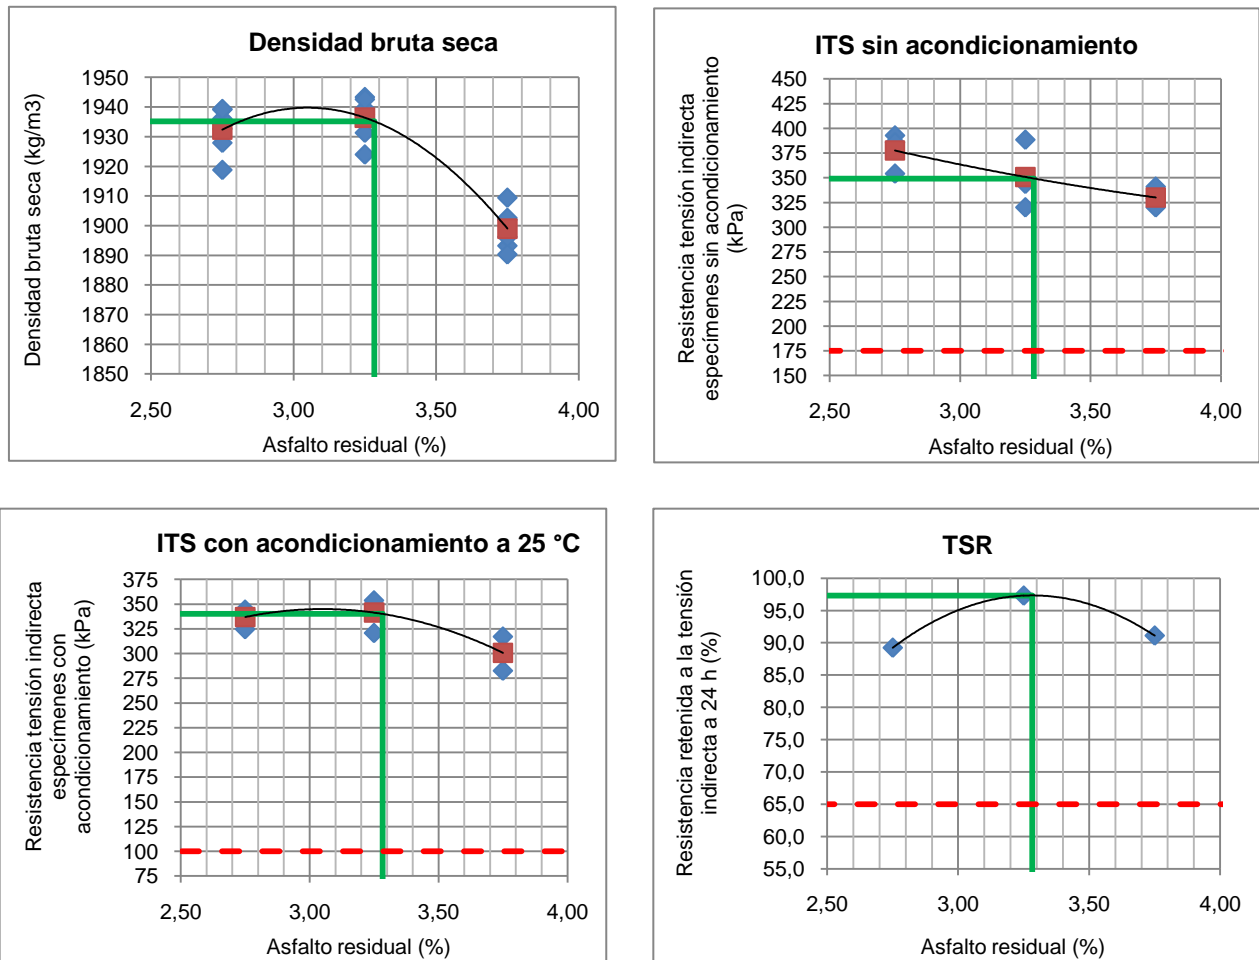 Densidad bruta seca
Densidad bruta seca (kg/m3)
1950
1940
1930
1920
1910
1900
1890
1880
1870
1860
1850
2,50 3,00 3,50 4,00
Asfalto residual (%)
ITS sin acondicionamiento
Resistencia tensión indirecta
especímenes sin acondicionamiento
(kPa)
450
425
400
375
350
325
300
275
250
225
200
175
150
2,50 3,00 3,50 4,00
Asfalto residual (%)
ITS con acondicionamiento a 25 °C
Resistencia tensión indirecta
especímenes con
acondicionamiento (kPa)
375
350
325
300
275
250
225
200
175
150
125
100
75
2,50 3,00 3,50 4,00
Asfalto residual (%)
TSR
Resistencia retenida a la tensión
indirecta a 24 h (%)
100,0
95,0
90,0
85,0
80,0
75,0
70,0
65,0
60,0
55,0
2,50 3,00 3,50 4,00
Asfalto residual (%)